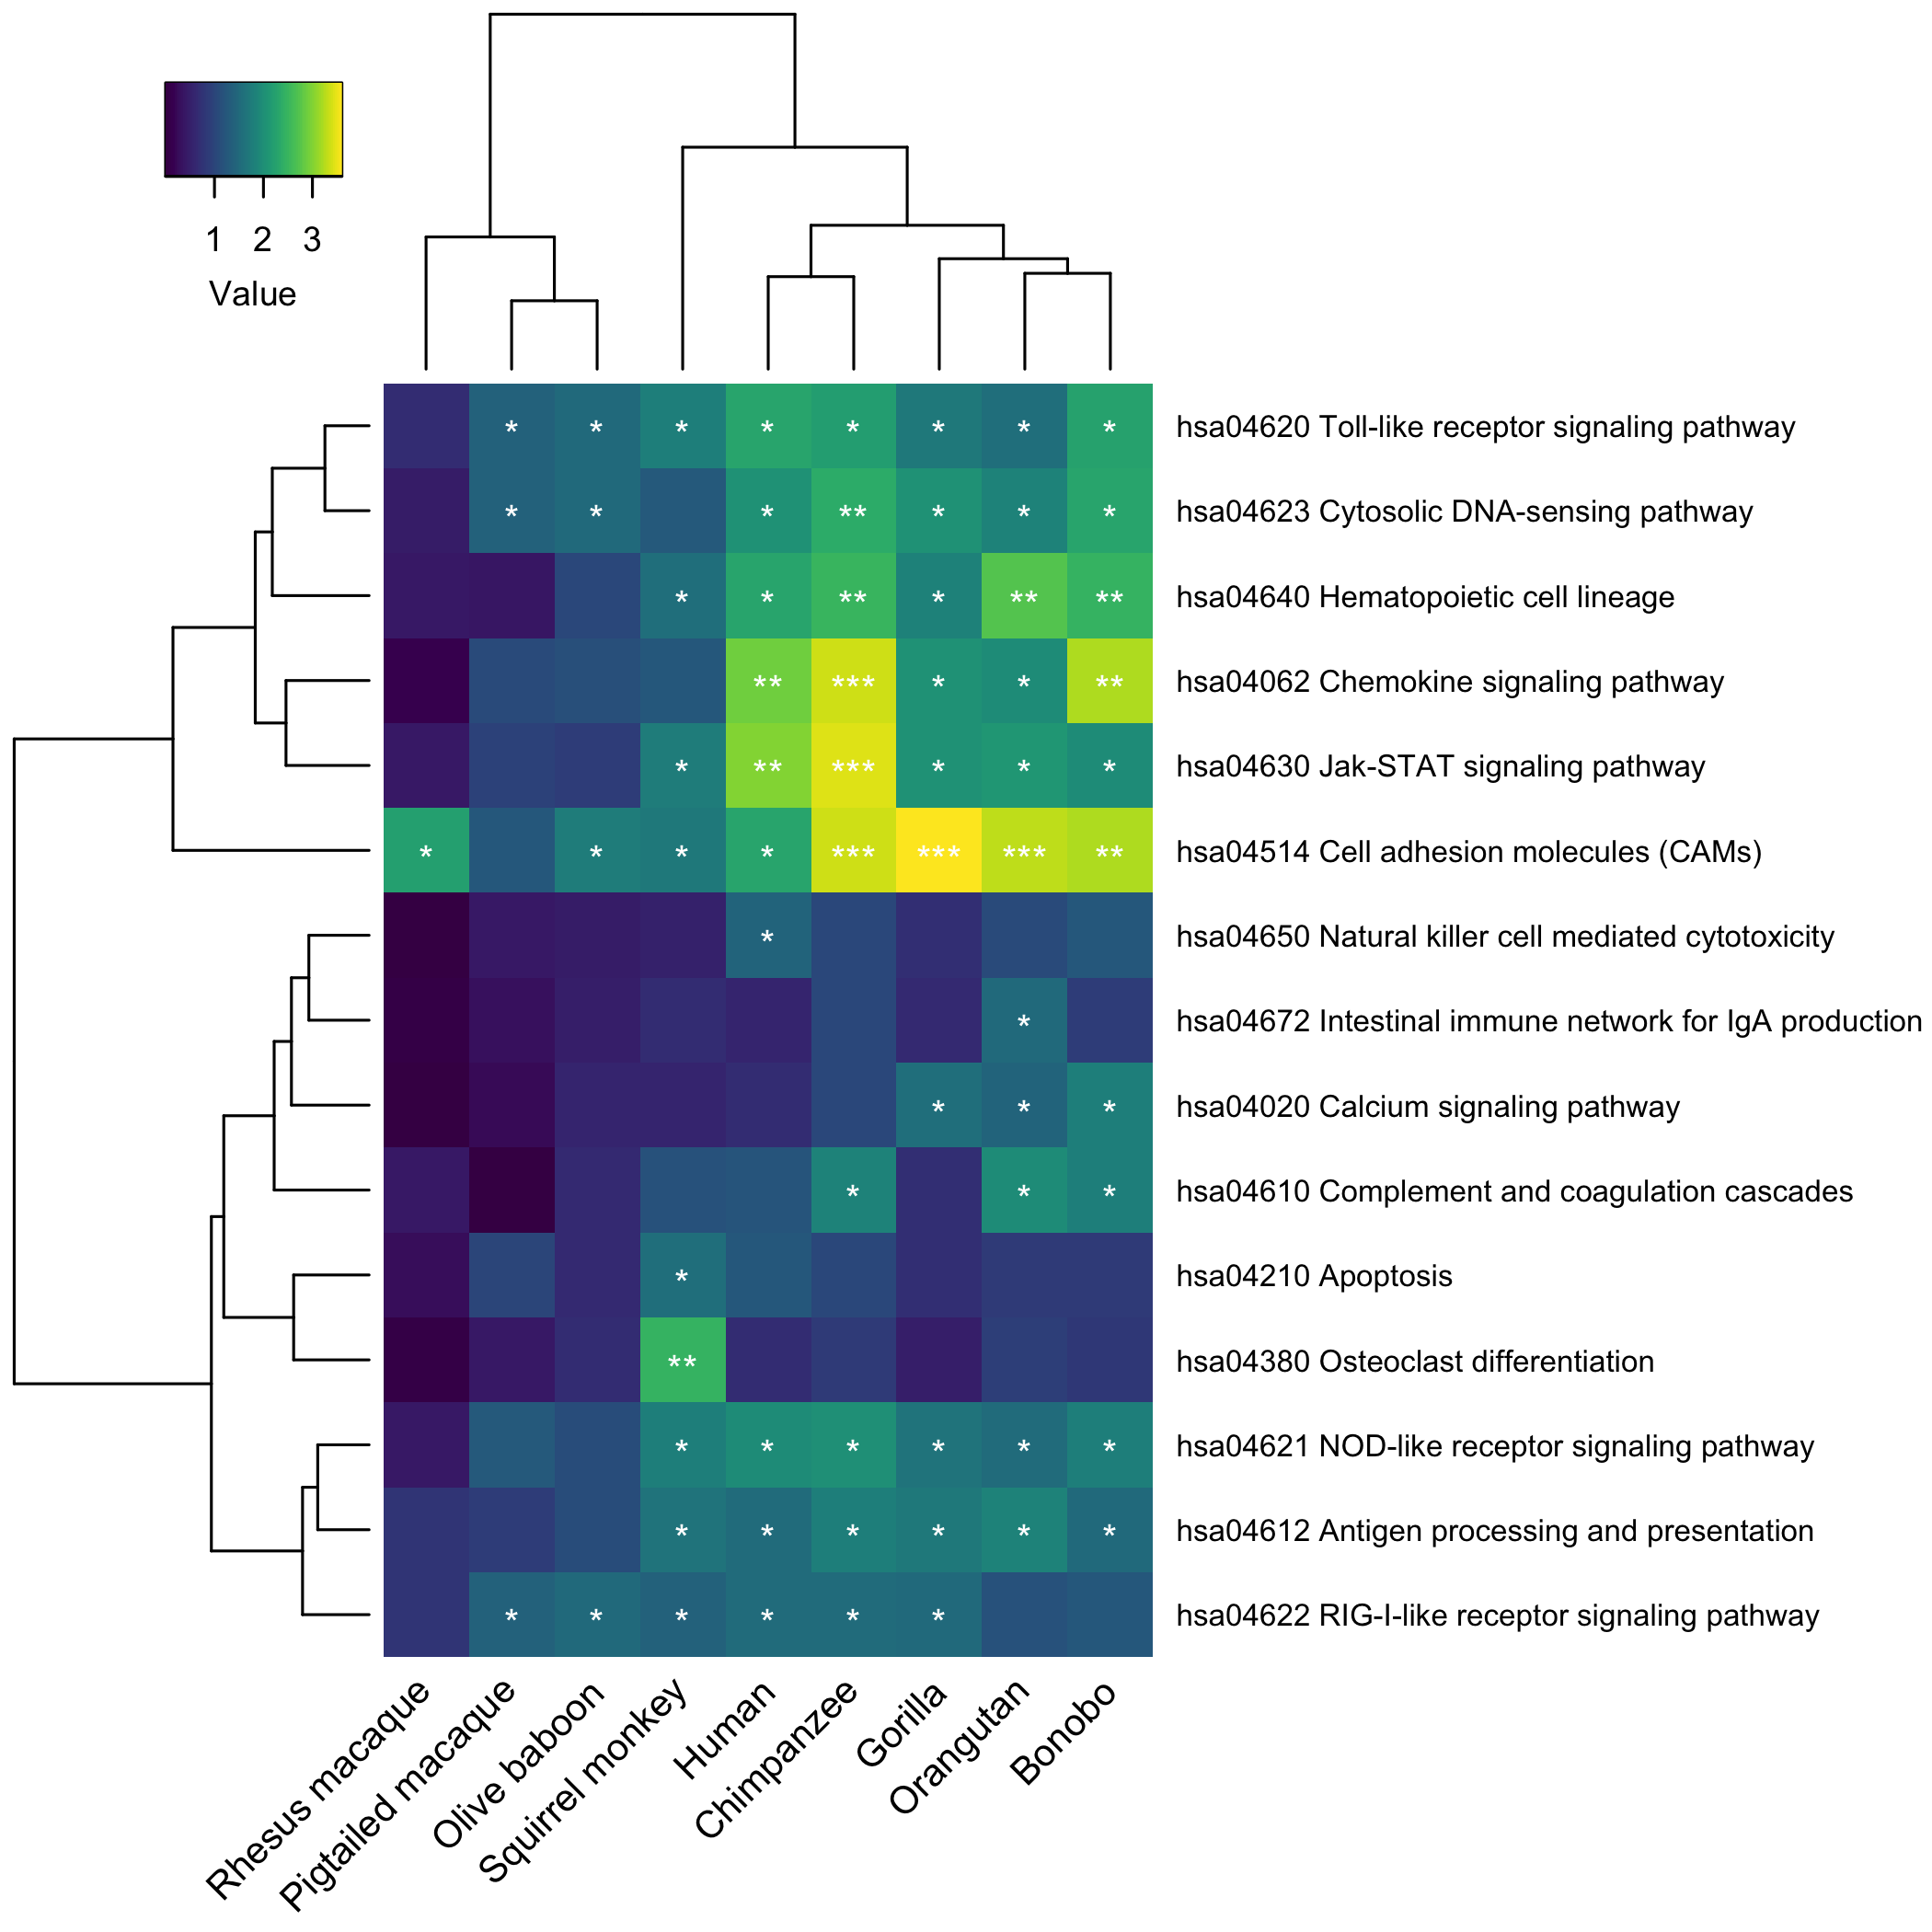 1 2 3
Value
* * * * * * * * hsa04620 Toll-like receptor signaling pathway
* * * ** * * * hsa04623 Cytosolic DNA-sensing pathway
* * ** * ** ** hsa04640 Hematopoietic cell lineage
** *** * * ** hsa04062 Chemokine signaling pathway
* ** *** * * * hsa04630 Jak-STAT signaling pathway
* * * * *** *** *** ** hsa04514 Cell adhesion molecules (CAMs)
* hsa04650 Natural killer cell mediated cytotoxicity
* hsa04672 Intestinal immune network for IgA production
* * * hsa04020 Calcium signaling pathway
* * * hsa04610 Complement and coagulation cascades
* hsa04210 Apoptosis
** hsa04380 Osteoclast differentiation
* * * * * * hsa04621 NOD-like receptor signaling pathway
* * * * * * hsa04612 Antigen processing and presentation
* * * * * * hsa04622 RIG-I-like receptor signaling pathway
Rhesus macaque
Pigtailed macaque
Olive baboon
Squirrel monkey
Human
Chimpanzee
Gorilla
Orangutan
Bonobo